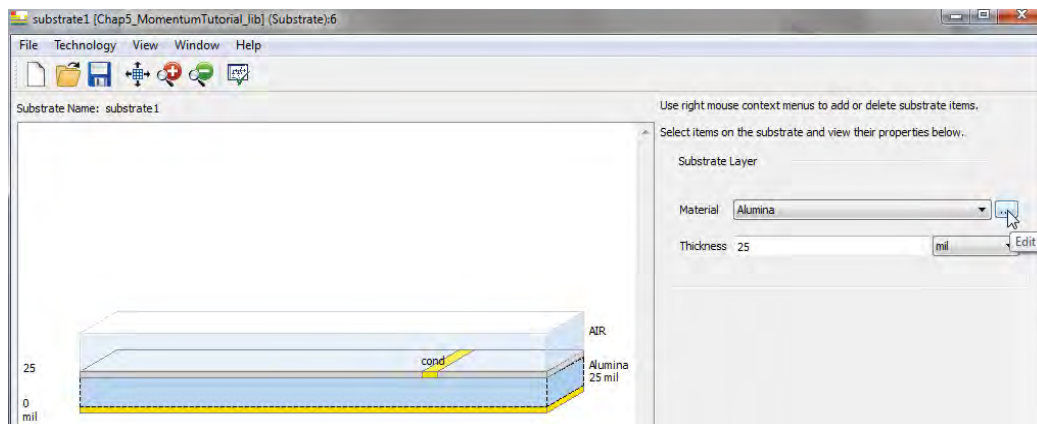 substrate1 [Chap5_MomentumTutorial_lib] (Substrate):6
File Technology View Window Help
Substrate Name: substrate1
Use right mouse context menus to add or delete substrate items.
Select items on the substrate and view their properties below.
Substrate Layer
Material Alumina ...
Thickness 25 mil
Edit
AIR
cond
25
Alumina
25 mil
0
mil